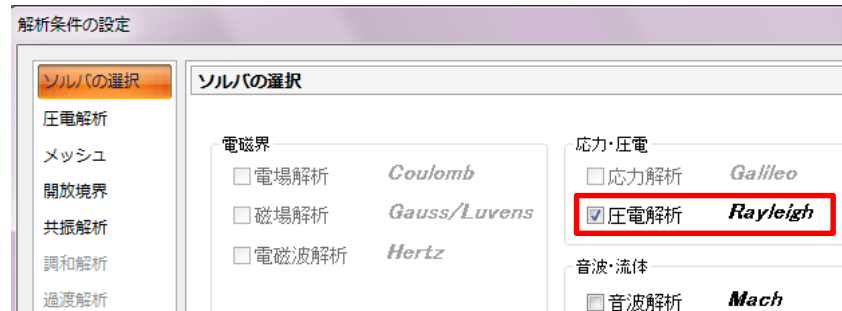 解析条件の設定
ソルバの選択
圧電解析
メッシュ
開放境界
共振解析
調和解析
過渡解析
ソルバの選択
電磁界
電場解析 Coulomb
磁場解析 Gauss/Luvens
電磁波解析 Hertz
応力・圧電
応力解析 Galileo
圧電解析 Rayleigh
音波・流体
音波解析 Mach